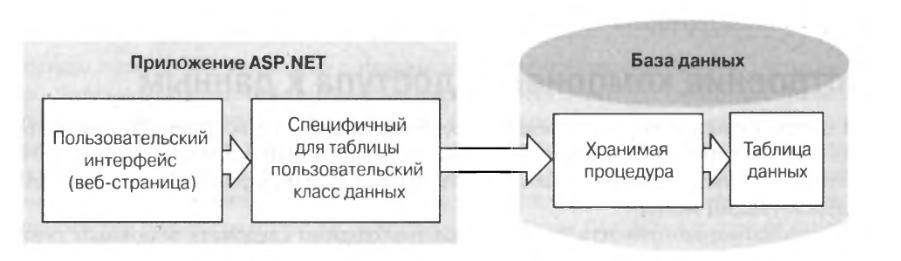 Приложение ASP.NET
База данных
Пользовательский
интерфейс
(веб-страница)
Специфичный
для таблицы
пользовательский
класс данных
Хранимая
процедура
Таблица
данных